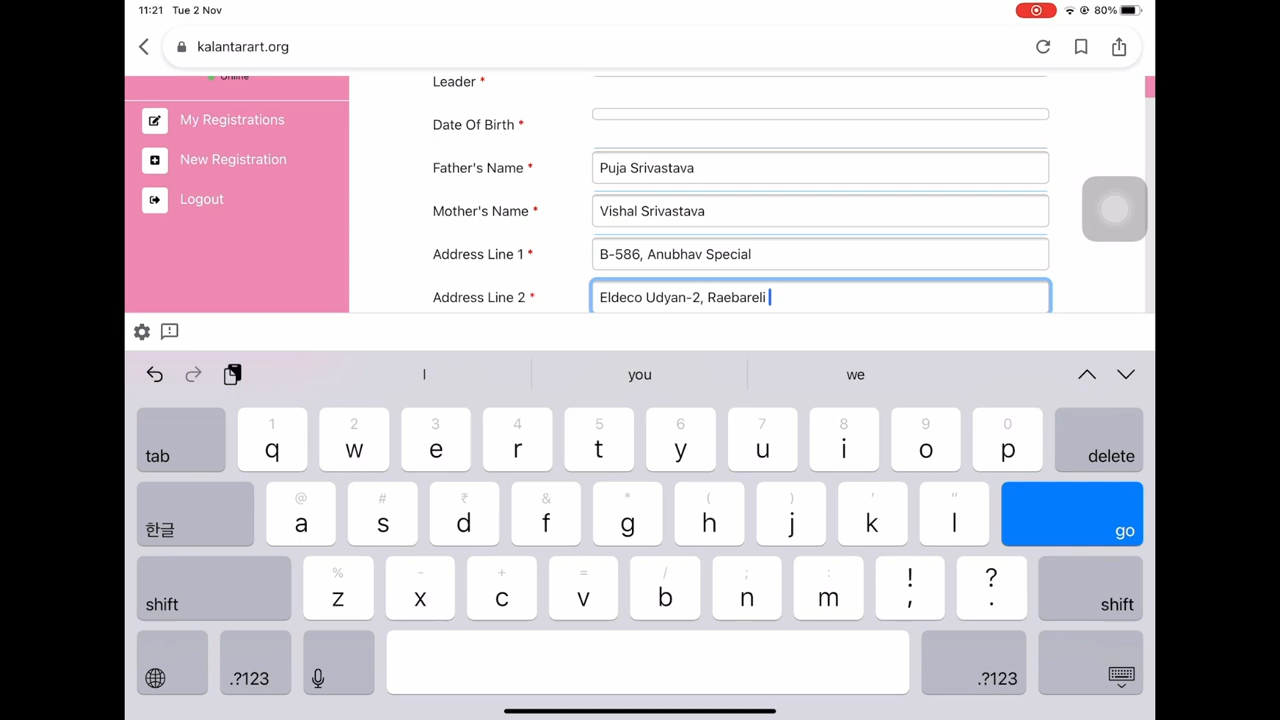 11:21 Tue 2 Nov 80%
kalantarart.org
Online
My Registrations
New Registration
Logout
Leader *
Date Of Birth *
Father's Name * Puja Srivastava
Mother's Name * Vishal Srivastava
Address Line 1 * B-586, Anubhav Special
Address Line 2 * Eldeco Udyan-2, Raebareli
I you we
1 2 3 4 5 6 7 8 9 0
tab q w e r t y u i o p delete
@ # ₹ & * ( ) ' "
한글 a s d f g h j k l go
% - + = / ; : ! ?
shift z x c v b n m , . shift
.?123 .?123